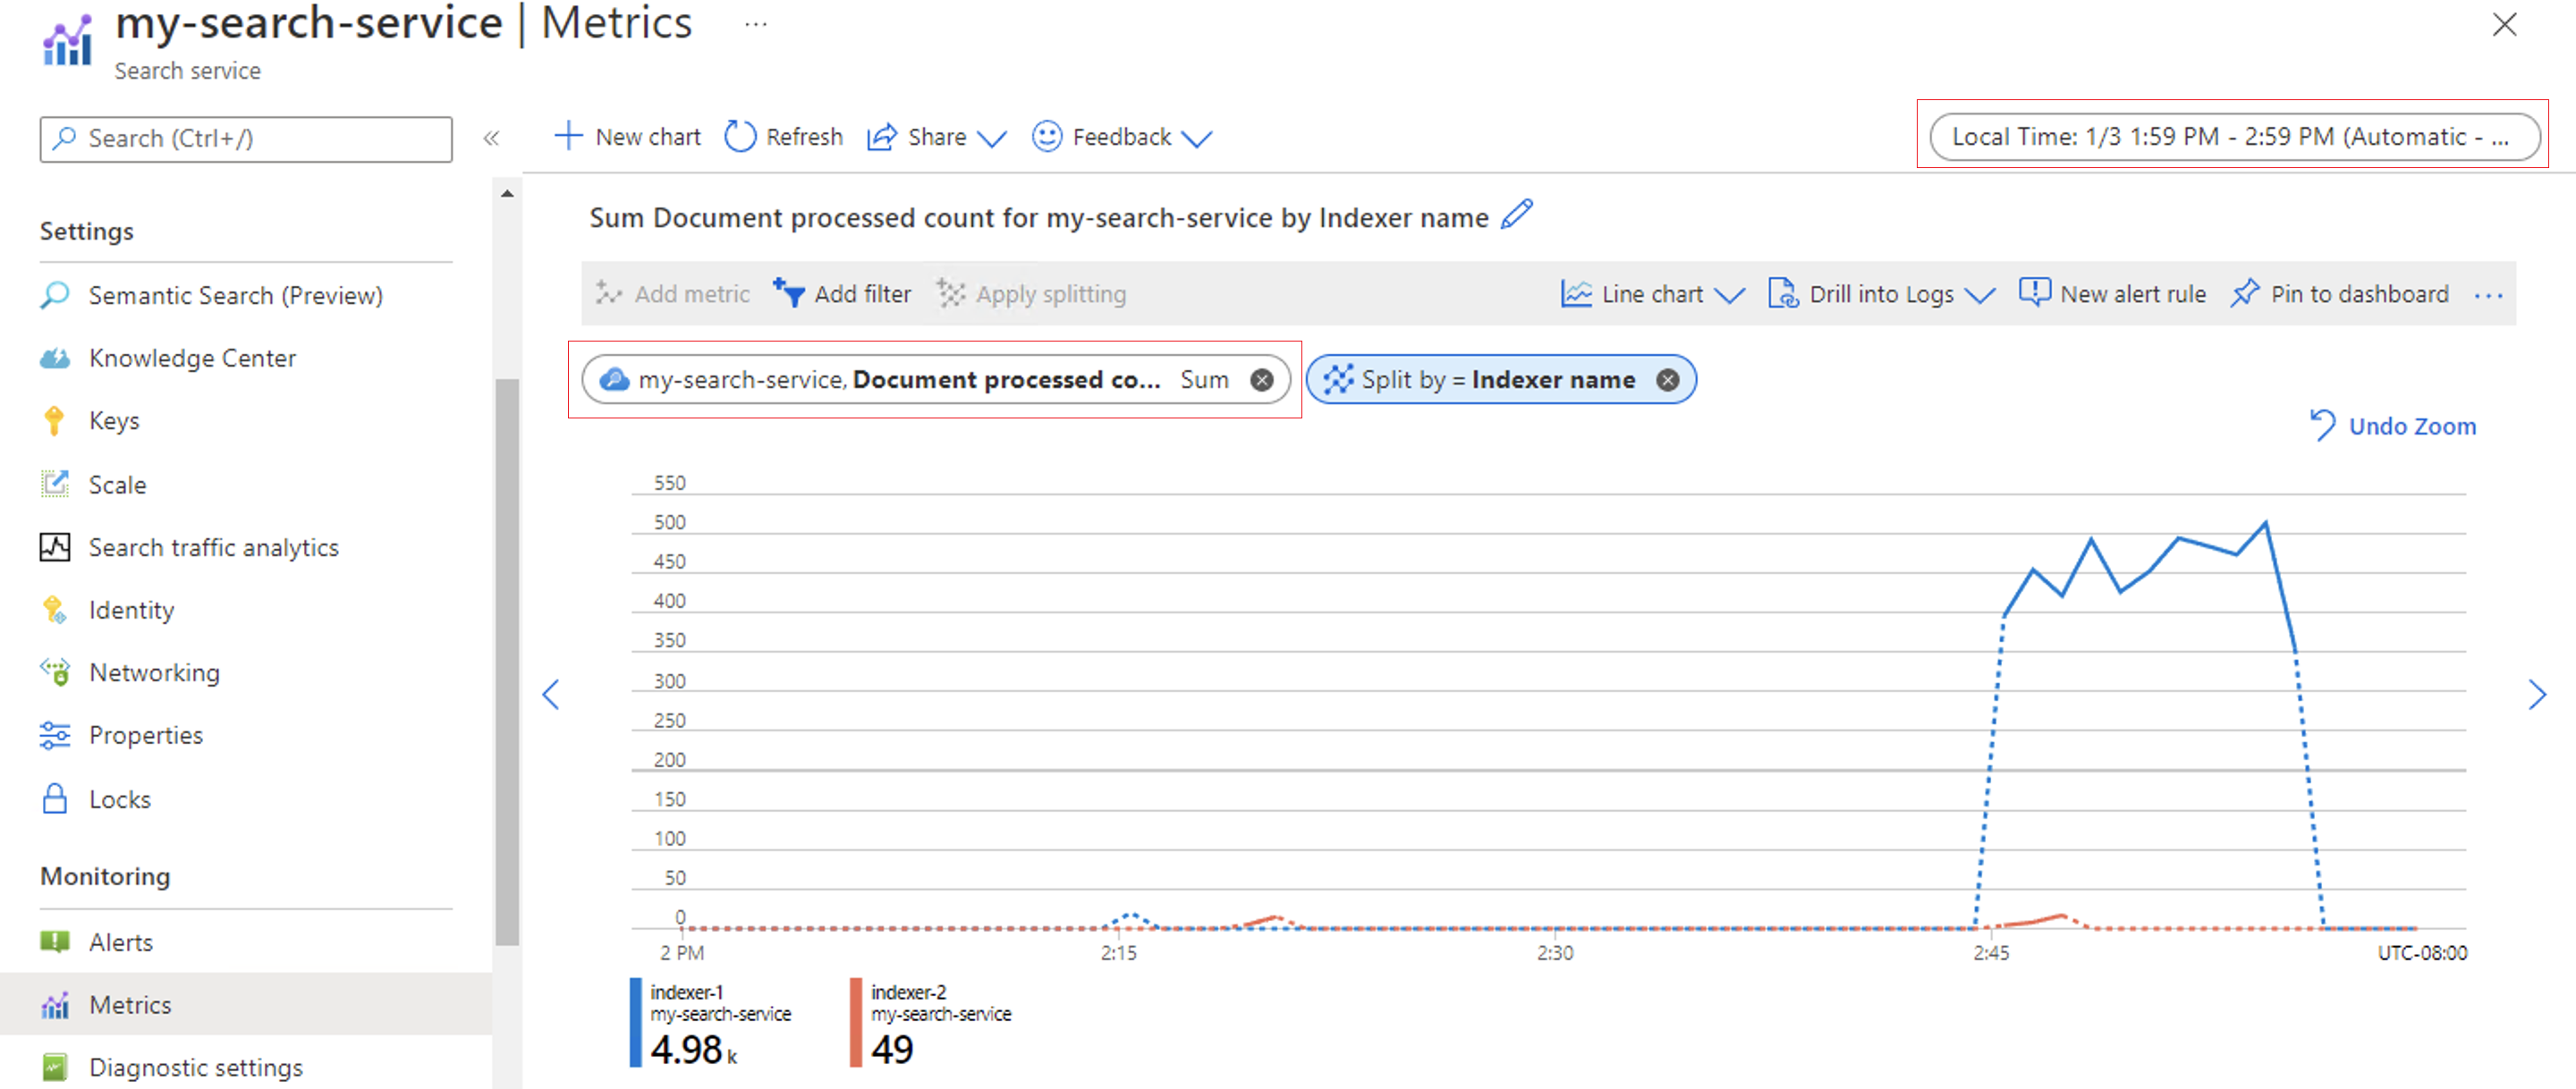 my-search-service | Metrics ...
Search service
Search (Ctrl+/)
«
New chart
Refresh
Share
Feedback
Local Time: 1/3 1:59 PM - 2:59 PM (Automatic - ...
Settings
Semantic Search (Preview)
Knowledge Center
Keys
Scale
Search traffic analytics
Identity
Networking
Properties
Locks
Monitoring
Alerts
Metrics
Diagnostic settings
Sum Document processed count for my-search-service by Indexer name
Add metric
Add filter
Apply splitting
Line chart
Drill into Logs
New alert rule
Pin to dashboard
...
my-search-service, Document processed co... Sum
Split by = Indexer name
Undo Zoom
550
500
450
400
350
300
250
200
150
100
50
0
2 PM
2:15
2:30
2:45
UTC-08:00
indexer-1
my-search-service
4.98 k
indexer-2
my-search-service
49